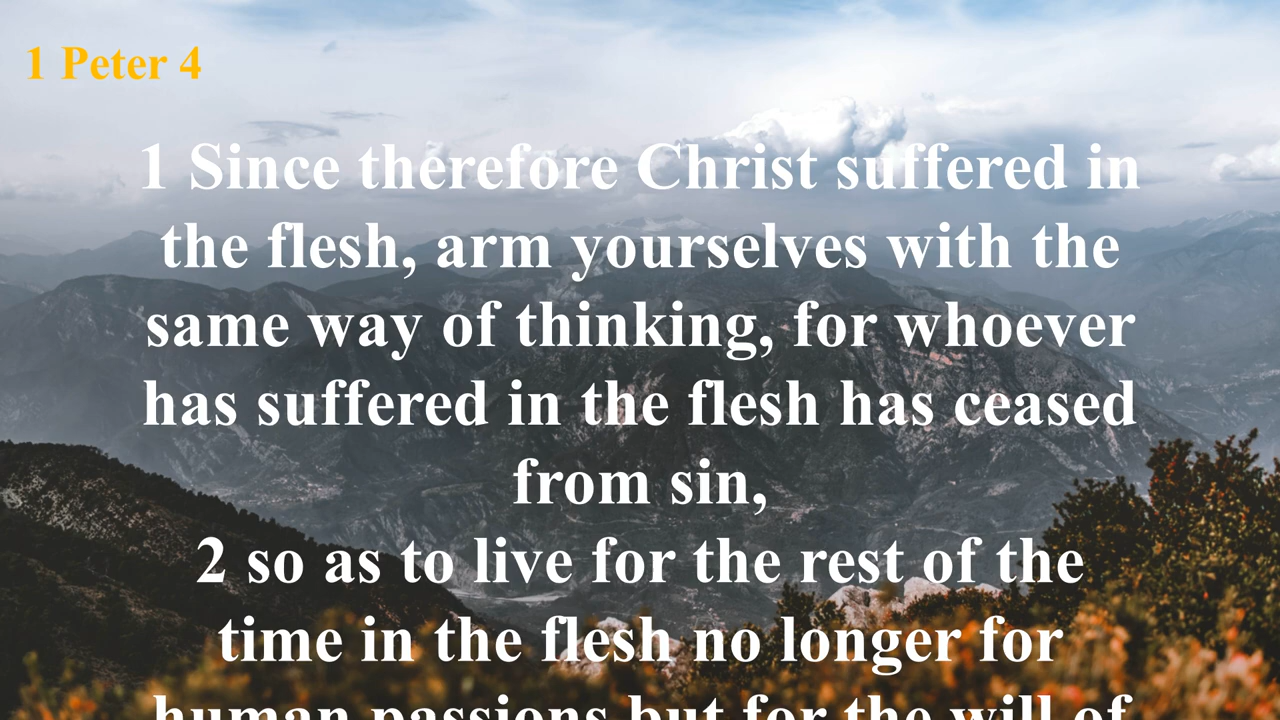 1 Peter 4
1 Since therefore Christ suffered in
the flesh, arm yourselves with the
same way of thinking, for whoever
has suffered in the flesh has ceased
from sin,
2 so as to live for the rest of the
time in the flesh no longer for
human passions but for the will of